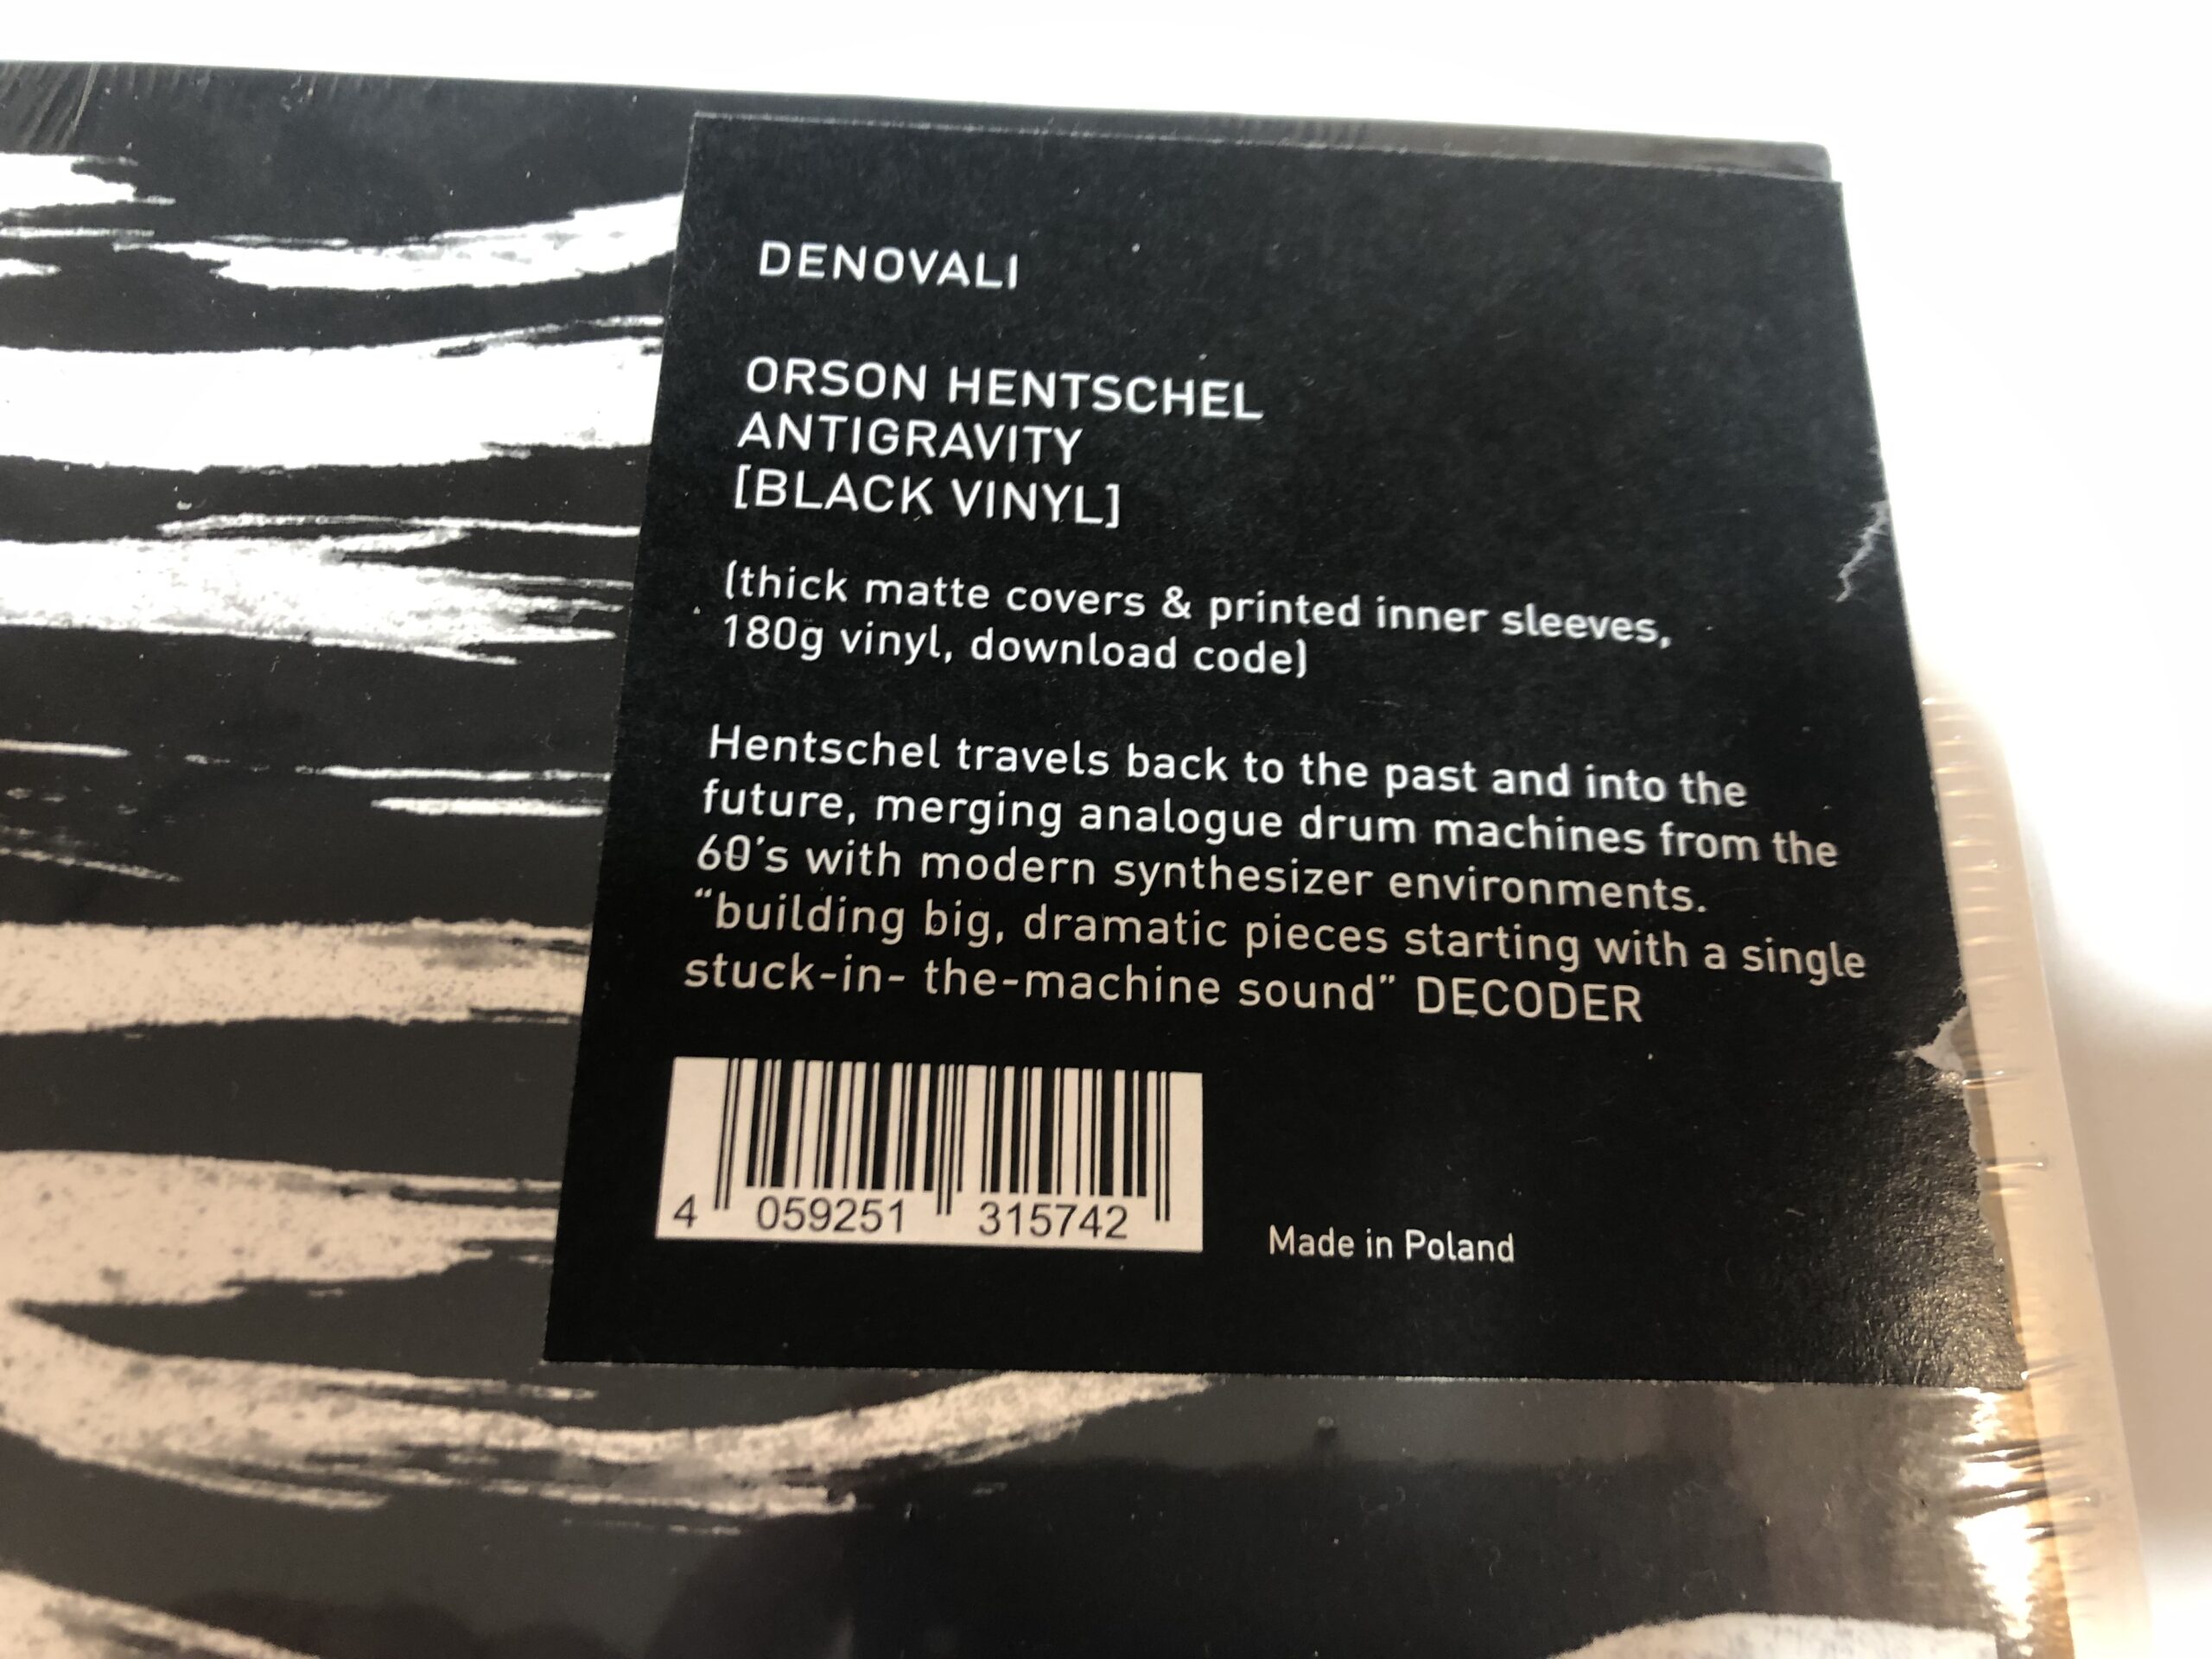 DENOVALI
ORSON HENTSCHEL
ANTIGRAVITY
[BLACK VINYL]
(thick matte covers & printed inner sleeves,
180g vinyl, download code)
Hentschel travels back to the past and into the
future, merging analogue drum machines from the
60's with modern synthesizer environments.
“building big, dramatic pieces starting with a single
stuck-in- the-machine sound” DECODER
4 059251 315742
Made in Poland